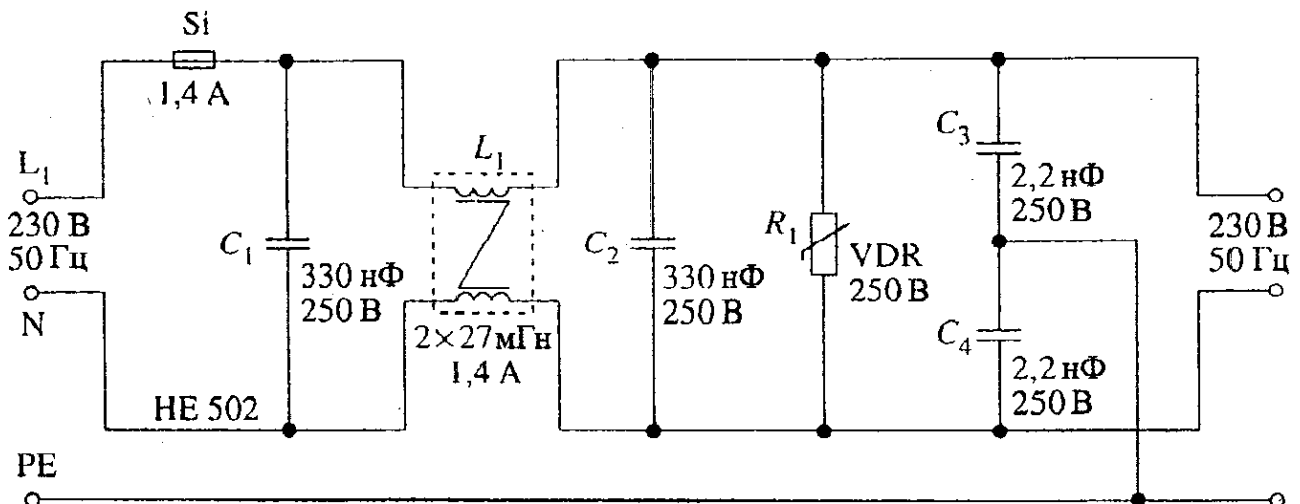 Si
1,4 А
L1
230 В
50 Гц
N
C1
330 нФ
250 В
L1
2×27 мГн
1,4 А
C2
330 нФ
250 В
R1
VDR
250 В
C3
2,2 нФ
250 В
C4
2,2 нФ
250 В
230 В
50 Гц
HE 502
PE